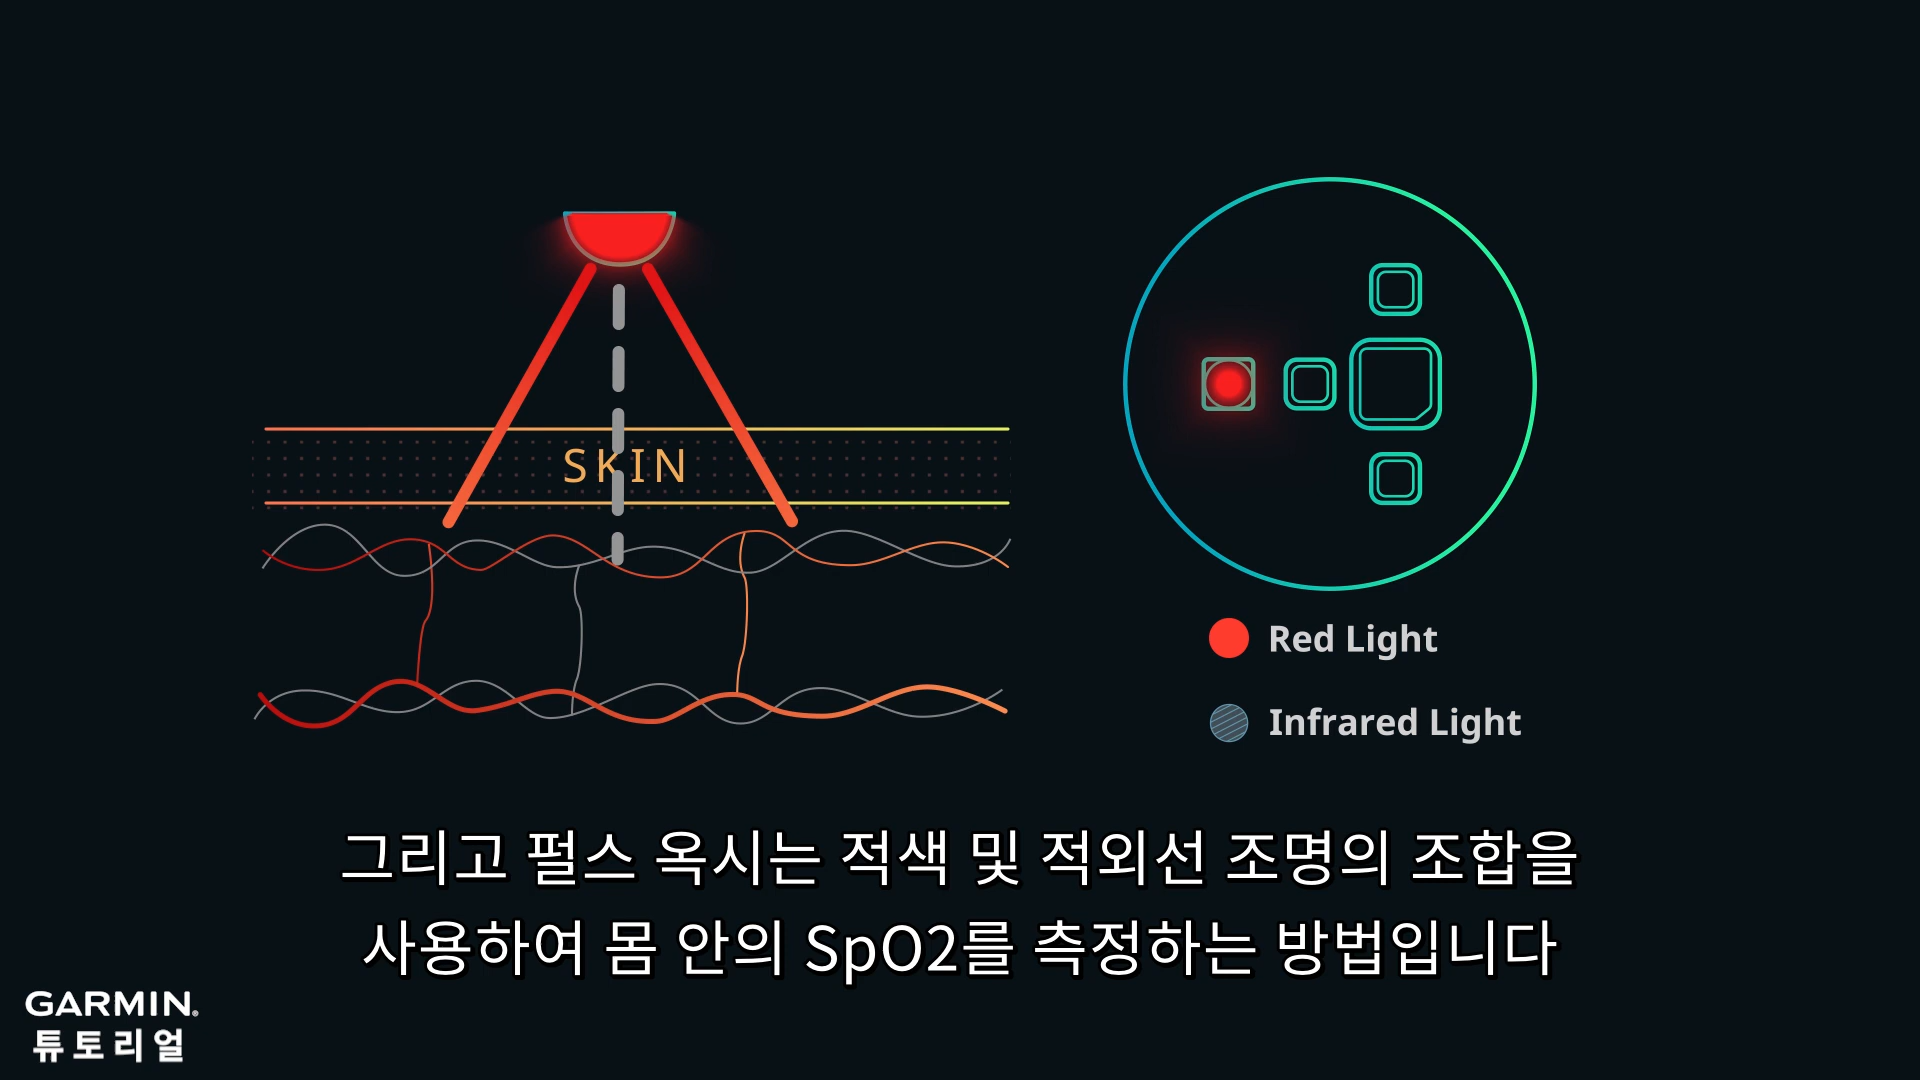 SKIN
Red Light
Infrared Light
그리고 펄스 옥시는 적색 및 적외선 조명의 조합을
사용하여 몸 안의 SpO2를 측정하는 방법입니다
GARMIN®
튜토리얼